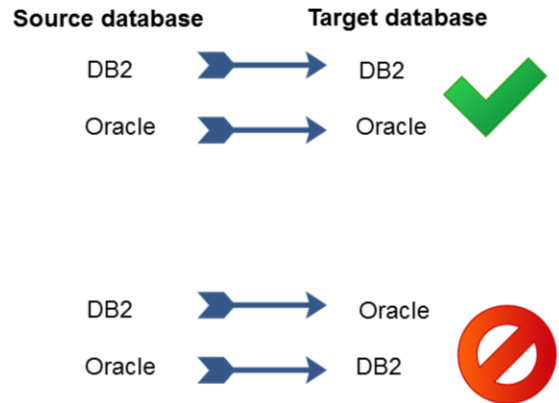 Source database Target database
DB2 DB2
Oracle Oracle
DB2 Oracle
Oracle DB2